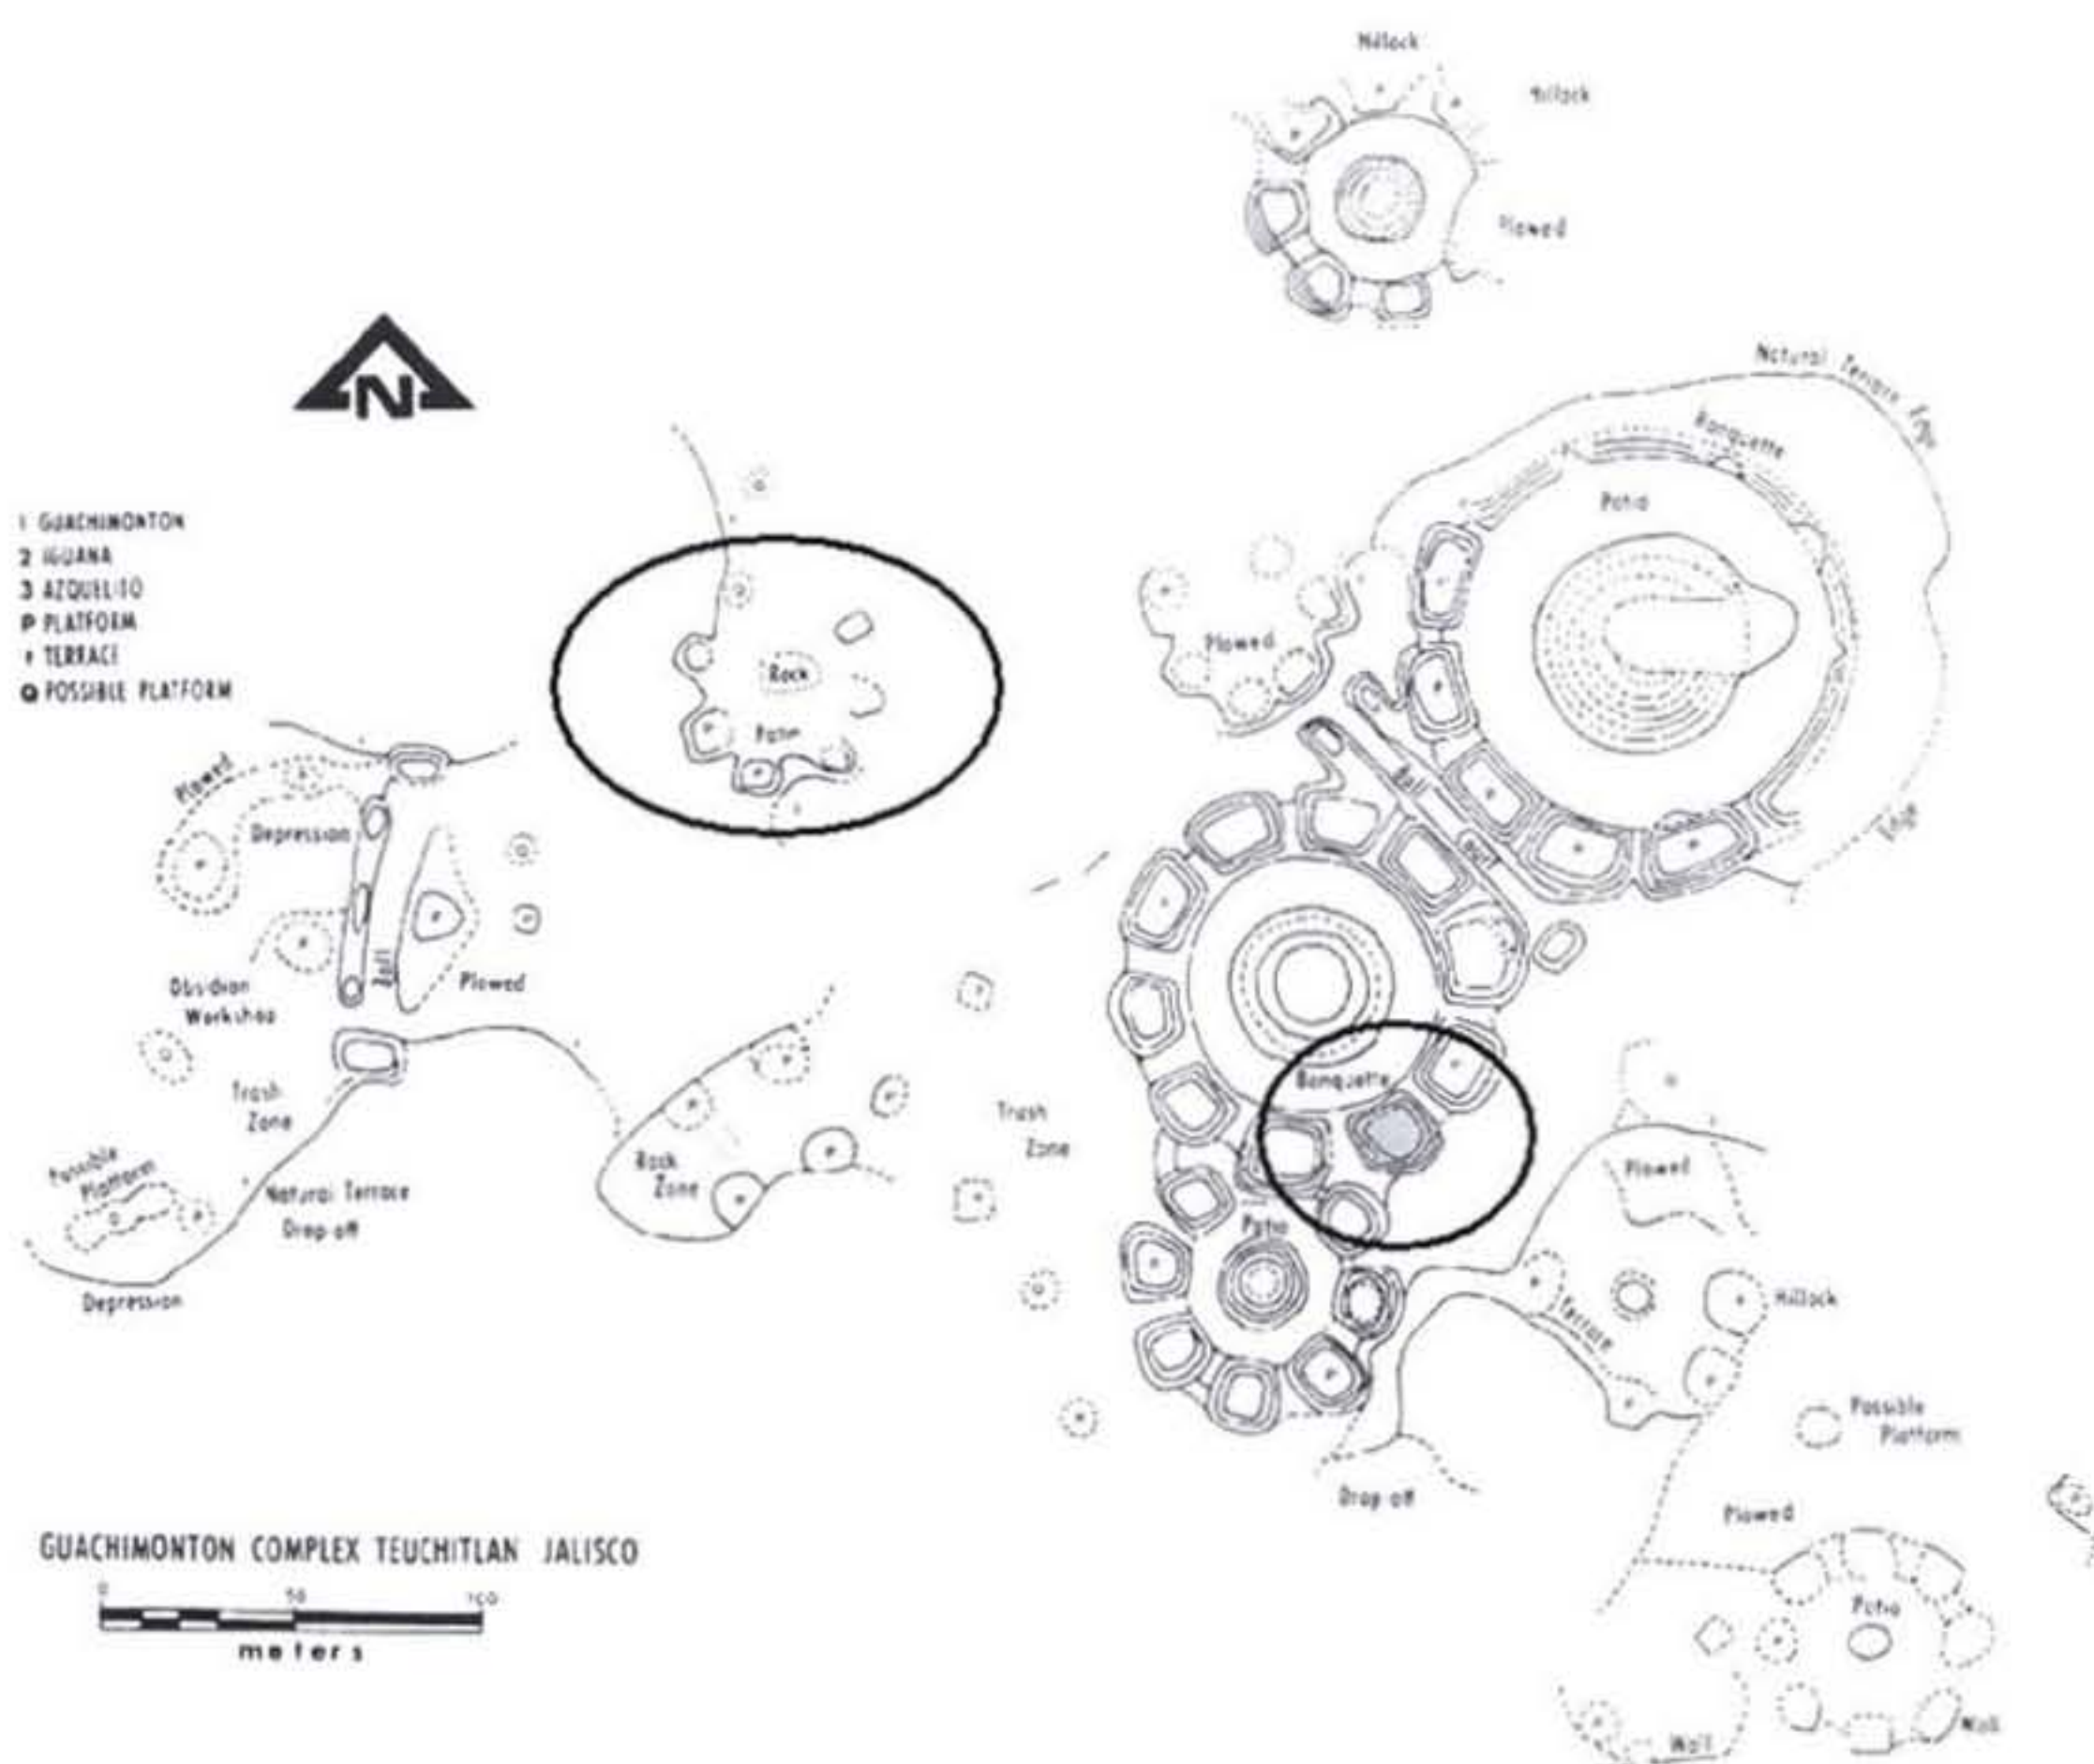 Hillock
Hillock
Plowed
Natural Terrain Edge
Banquette
Patio
N
1 GUACHIMONTON
2 IGUANA
3 AZQUELITO
P PLATFORM
T TERRACE
Q POSSIBLE PLATFORM
Rock
Patio
Plowed
Plowed
Depression
Ball
Court
Edge
Obsidian
Workshop
Ball
Plowed
Trash
Zone
Possible
Platform
Natural Terrace
Drop-off
Depression
Rock
Zone
Trash
Zone
Banquette
Patio
Plowed
Terrace
Hillock
Possible
Platform
Drop off
Plowed
Patio
Wall
Wall
GUACHIMONTON COMPLEX TEUCHITLAN JALISCO
0 50 100
meters